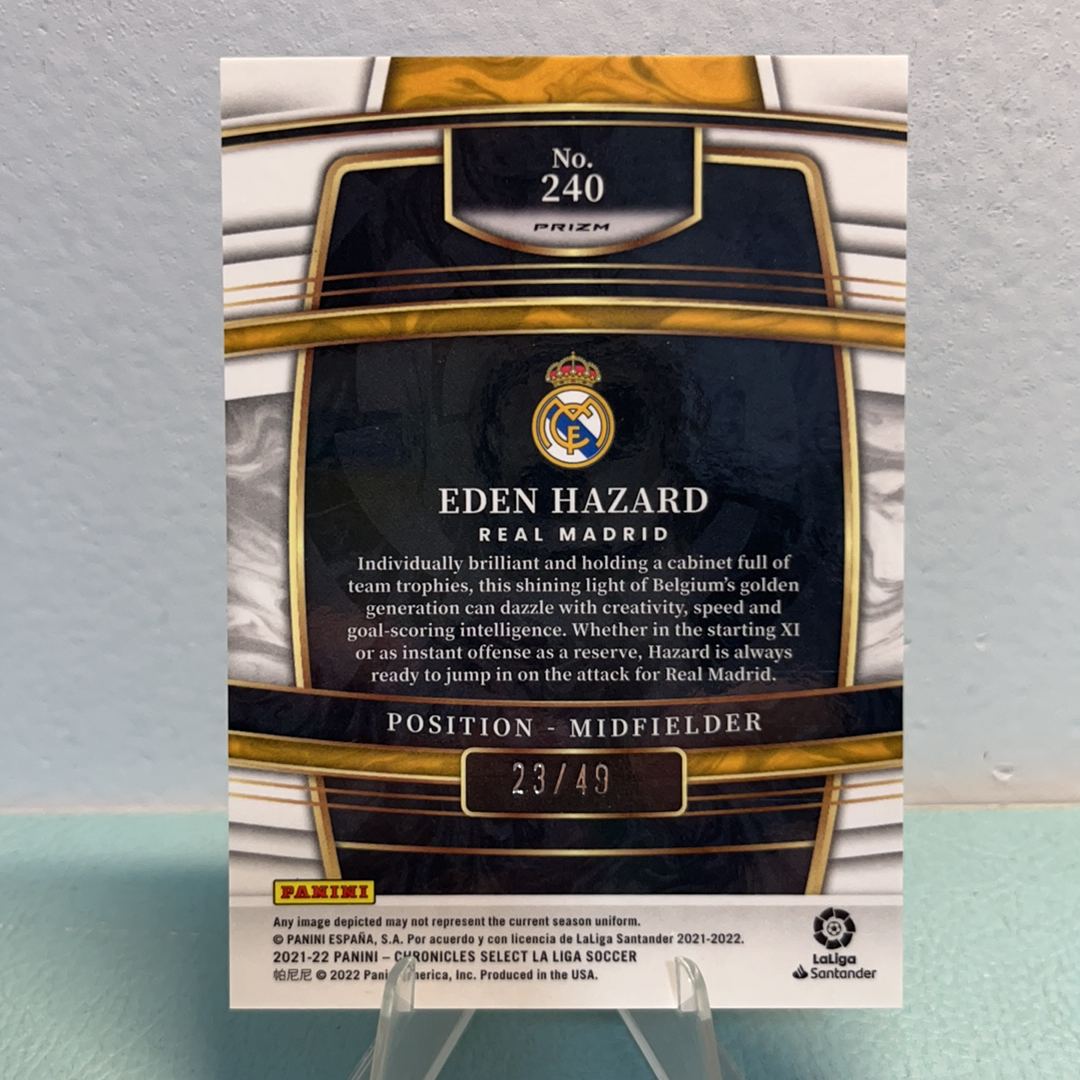 No.
240
PRIZM
EDEN HAZARD
REAL MADRID
Individually brilliant and holding a cabinet full of
team trophies, this shining light of Belgium's golden
generation can dazzle with creativity, speed and
goal-scoring intelligence. Whether in the starting XI
or as instant offense as a reserve, Hazard is always
ready to jump in on the attack for Real Madrid.
POSITION - MIDFIELDER
23/49
PANINI
Any image depicted may not represent the current season uniform.
© PANINI ESPAÑA, S.A. Por acuerdo y con licencia de LaLiga Santander 2021-2022.
2021-22 PANINI – CHRONICLES SELECT LA LIGA SOCCER
帕尼尼 © 2022 Panini America, Inc. Produced in the USA.
LaLiga
Santander